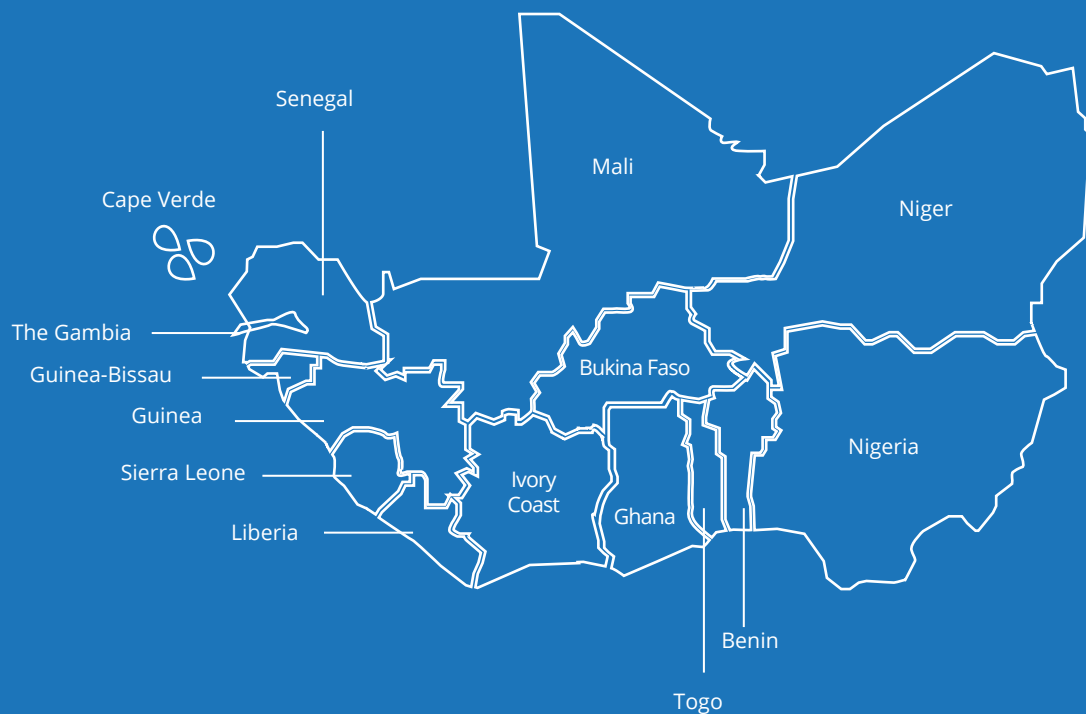 Senegal
Mali
Cape Verde
Niger
The Gambia
Guinea-Bissau
Bukina Faso
Guinea
Nigeria
Sierra Leone
Ivory
Coast
Ghana
Liberia
Benin
Togo